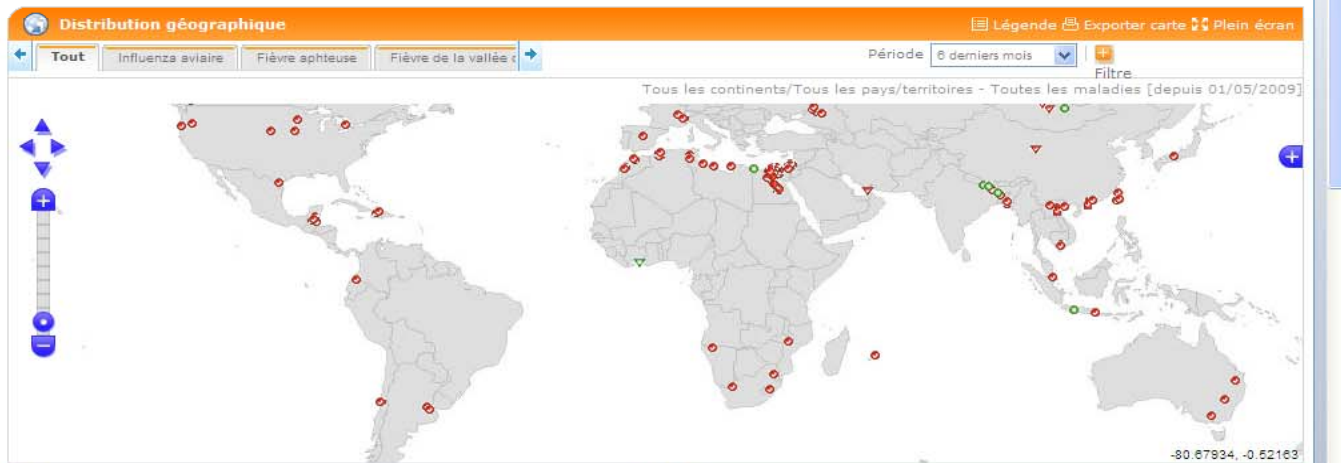 Distribution géographique
Légende Exporter carte Plein écran
Tout Influenza aviaire Fièvre aphteuse Fièvre de la vallée
Période 6 derniers mois
Filtre
Tous les continents/Tous les pays/territoires - Toutes les maladies [depuis 01/05/2009]
-80.67934, -0.52163